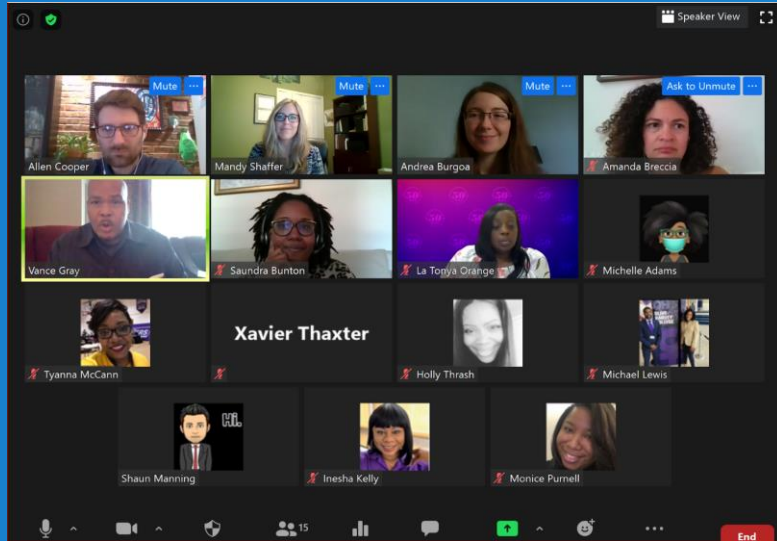 Speaker View
Mute ...
Mute ...
Mute ...
Ask to Unmute ...
Allen Cooper
Mandy Shaffer
Andrea Burgoa
Amanda Breccia
Vance Gray
Saundra Bunton
La Tonya Orange
Michelle Adams
Xavier Thaxter
Tyanna McCann
Holly Thrash
Michael Lewis
Hi.
Shaun Manning
Inesha Kelly
Monice Purnell
15
End